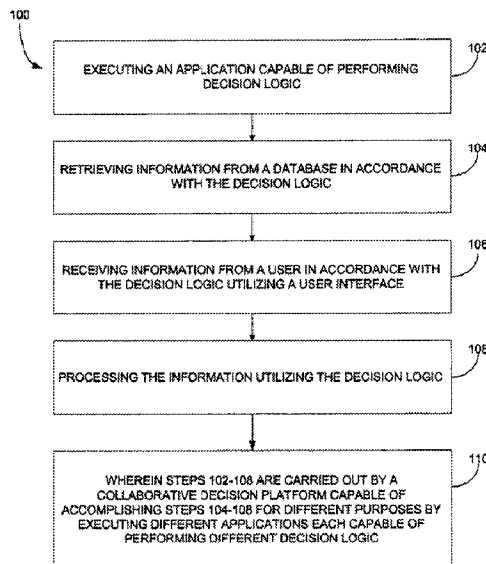 100
EXECUTING AN APPLICATION CAPABLE OF PERFORMING
DECISION LOGIC
102
RETRIEVING INFORMATION FROM A DATABASE IN ACCORDANCE
WITH THE DECISION LOGIC
104
RECEIVING INFORMATION FROM A USER IN ACCORDANCE WITH
THE DECISION LOGIC UTILIZING A USER INTERFACE
106
PROCESSING THE INFORMATION UTILIZING THE DECISION LOGIC
108
WHEREIN STEPS 102-108 ARE CARRIED OUT BY A
COLLABORATIVE DECISION PLATFORM CAPABLE OF
ACCOMPLISHING STEPS 104-108 FOR DIFFERENT PURPOSES BY
EXECUTING DIFFERENT APPLICATIONS EACH CAPABLE OF
PERFORMING DIFFERENT DECISION LOGIC
110